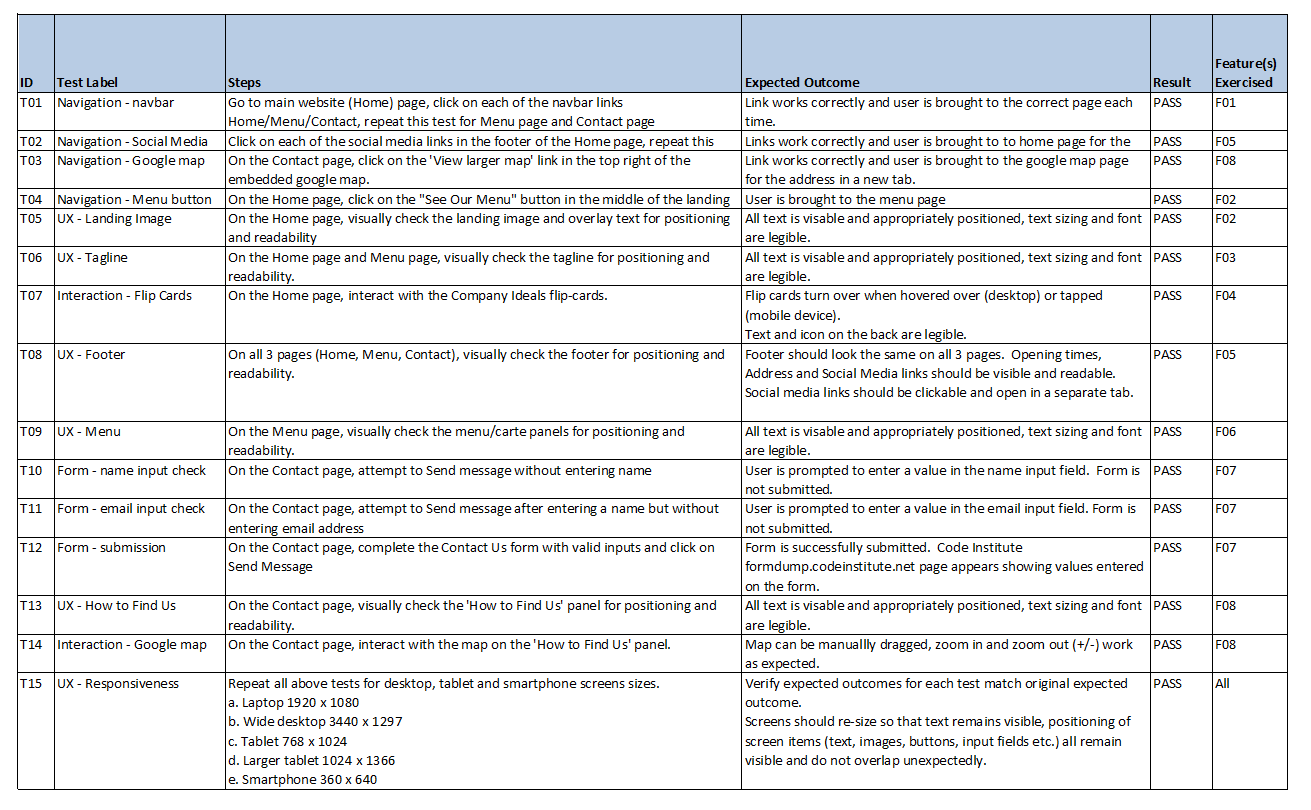 ID Test Label Steps Expected Outcome Result Feature(s) Exercised
T01 Navigation - navbar Go to main website (Home) page, click on each of the navbar links Link works correctly and user is brought to the correct page each PASS F01
Home/Menu/Contact, repeat this test for Menu page and Contact page time.
T02 Navigation - Social Media Click on each of the social media links in the footer of the Home page, repeat this Links work correctly and user is brought to to home page for the PASS F05
T03 Navigation - Google map On the Contact page, click on the 'View larger map' link in the top right of the Link works correctly and user is brought to the google map page PASS F08
embedded google map. for the address in a new tab.
T04 Navigation - Menu button On the Home page, click on the "See Our Menu" button in the middle of the landing User is brought to the menu page PASS F02
T05 UX - Landing Image On the Home page, visually check the landing image and overlay text for positioning All text is visable and appropriately positioned, text sizing and font PASS F02
and readability are legible.
T06 UX - Tagline On the Home page and Menu page, visually check the tagline for positioning and All text is visable and appropriately positioned, text sizing and font PASS F03
readability. are legible.
T07 Interaction - Flip Cards On the Home page, interact with the Company Ideals flip-cards. Flip cards turn over when hovered over (desktop) or tapped PASS F04
(mobile device).
Text and icon on the back are legible.
T08 UX - Footer On all 3 pages (Home, Menu, Contact), visually check the footer for positioning and Footer should look the same on all 3 pages. Opening times, PASS F05
readability. Address and Social Media links should be visible and readable.
Social media links should be clickable and open in a separate tab.
T09 UX - Menu On the Menu page, visually check the menu/carte panels for positioning and All text is visable and appropriately positioned, text sizing and font PASS F06
readability. are legible.
T10 Form - name input check On the Contact page, attempt to Send message without entering name User is prompted to enter a value in the name input field. Form is PASS F07
not submitted.
T11 Form - email input check On the Contact page, attempt to Send message after entering a name but without User is prompted to enter a value in the email input field. Form is PASS F07
entering email address not submitted.
T12 Form - submission On the Contact page, complete the Contact Us form with valid inputs and click on Form is successfully submitted. Code Institute PASS F07
Send Message formdump.codeinstitute.net page appears showing values entered
on the form.
T13 UX - How to Find Us On the Contact page, visually check the 'How to Find Us' panel for positioning and All text is visable and appropriately positioned, text sizing and font PASS F08
readability. are legible.
T14 Interaction - Google map On the Contact page, interact with the map on the 'How to Find Us' panel. Map can be manuallly dragged, zoom in and zoom out (+/-) work PASS F08
as expected.
T15 UX - Responsiveness Repeat all above tests for desktop, tablet and smartphone screens sizes. Verify expected outcomes for each test match original expected PASS All
a. Laptop 1920 x 1080 outcome.
b. Wide desktop 3440 x 1297 Screens should re-size so that text remains visible, positioning of
c. Tablet 768 x 1024 screen items (text, images, buttons, input fields etc.) all remain
d. Larger tablet 1024 x 1366 visible and do not overlap unexpectedly.
e. Smartphone 360 x 640